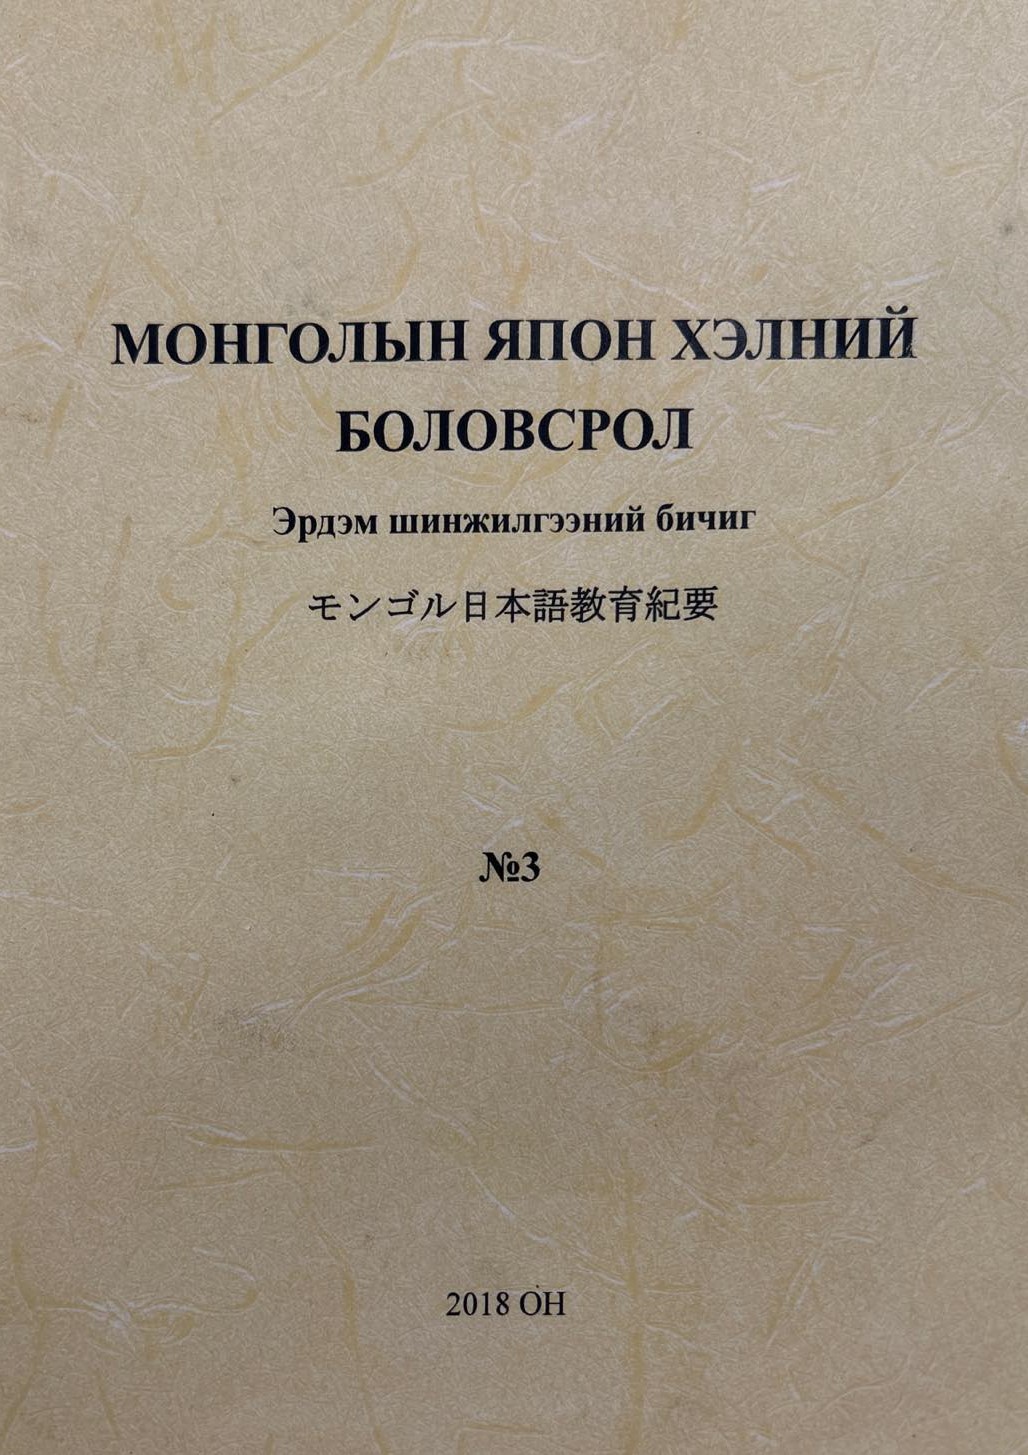 МОНГОЛЫН ЯПОН ХЭЛНИЙ
БОЛОВСРОЛ
Эрдэм шинжилгээний бичиг
モンゴル日本語教育紀要
№3
2018 ОН